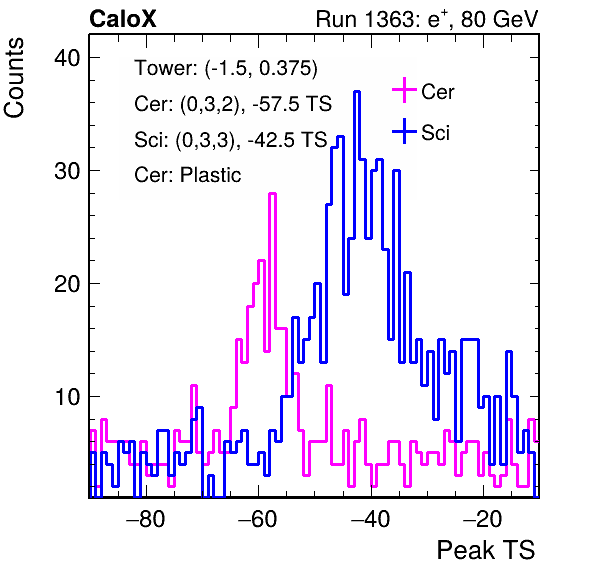 CaloX Run 1363: e⁺, 80 GeV
Counts
40
30
20
10
Tower: (-1.5, 0.375)
Cer: (0,3,2), -57.5 TS
Sci: (0,3,3), -42.5 TS
Cer: Plastic
Cer
Sci
−80 −60 −40 −20
Peak TS